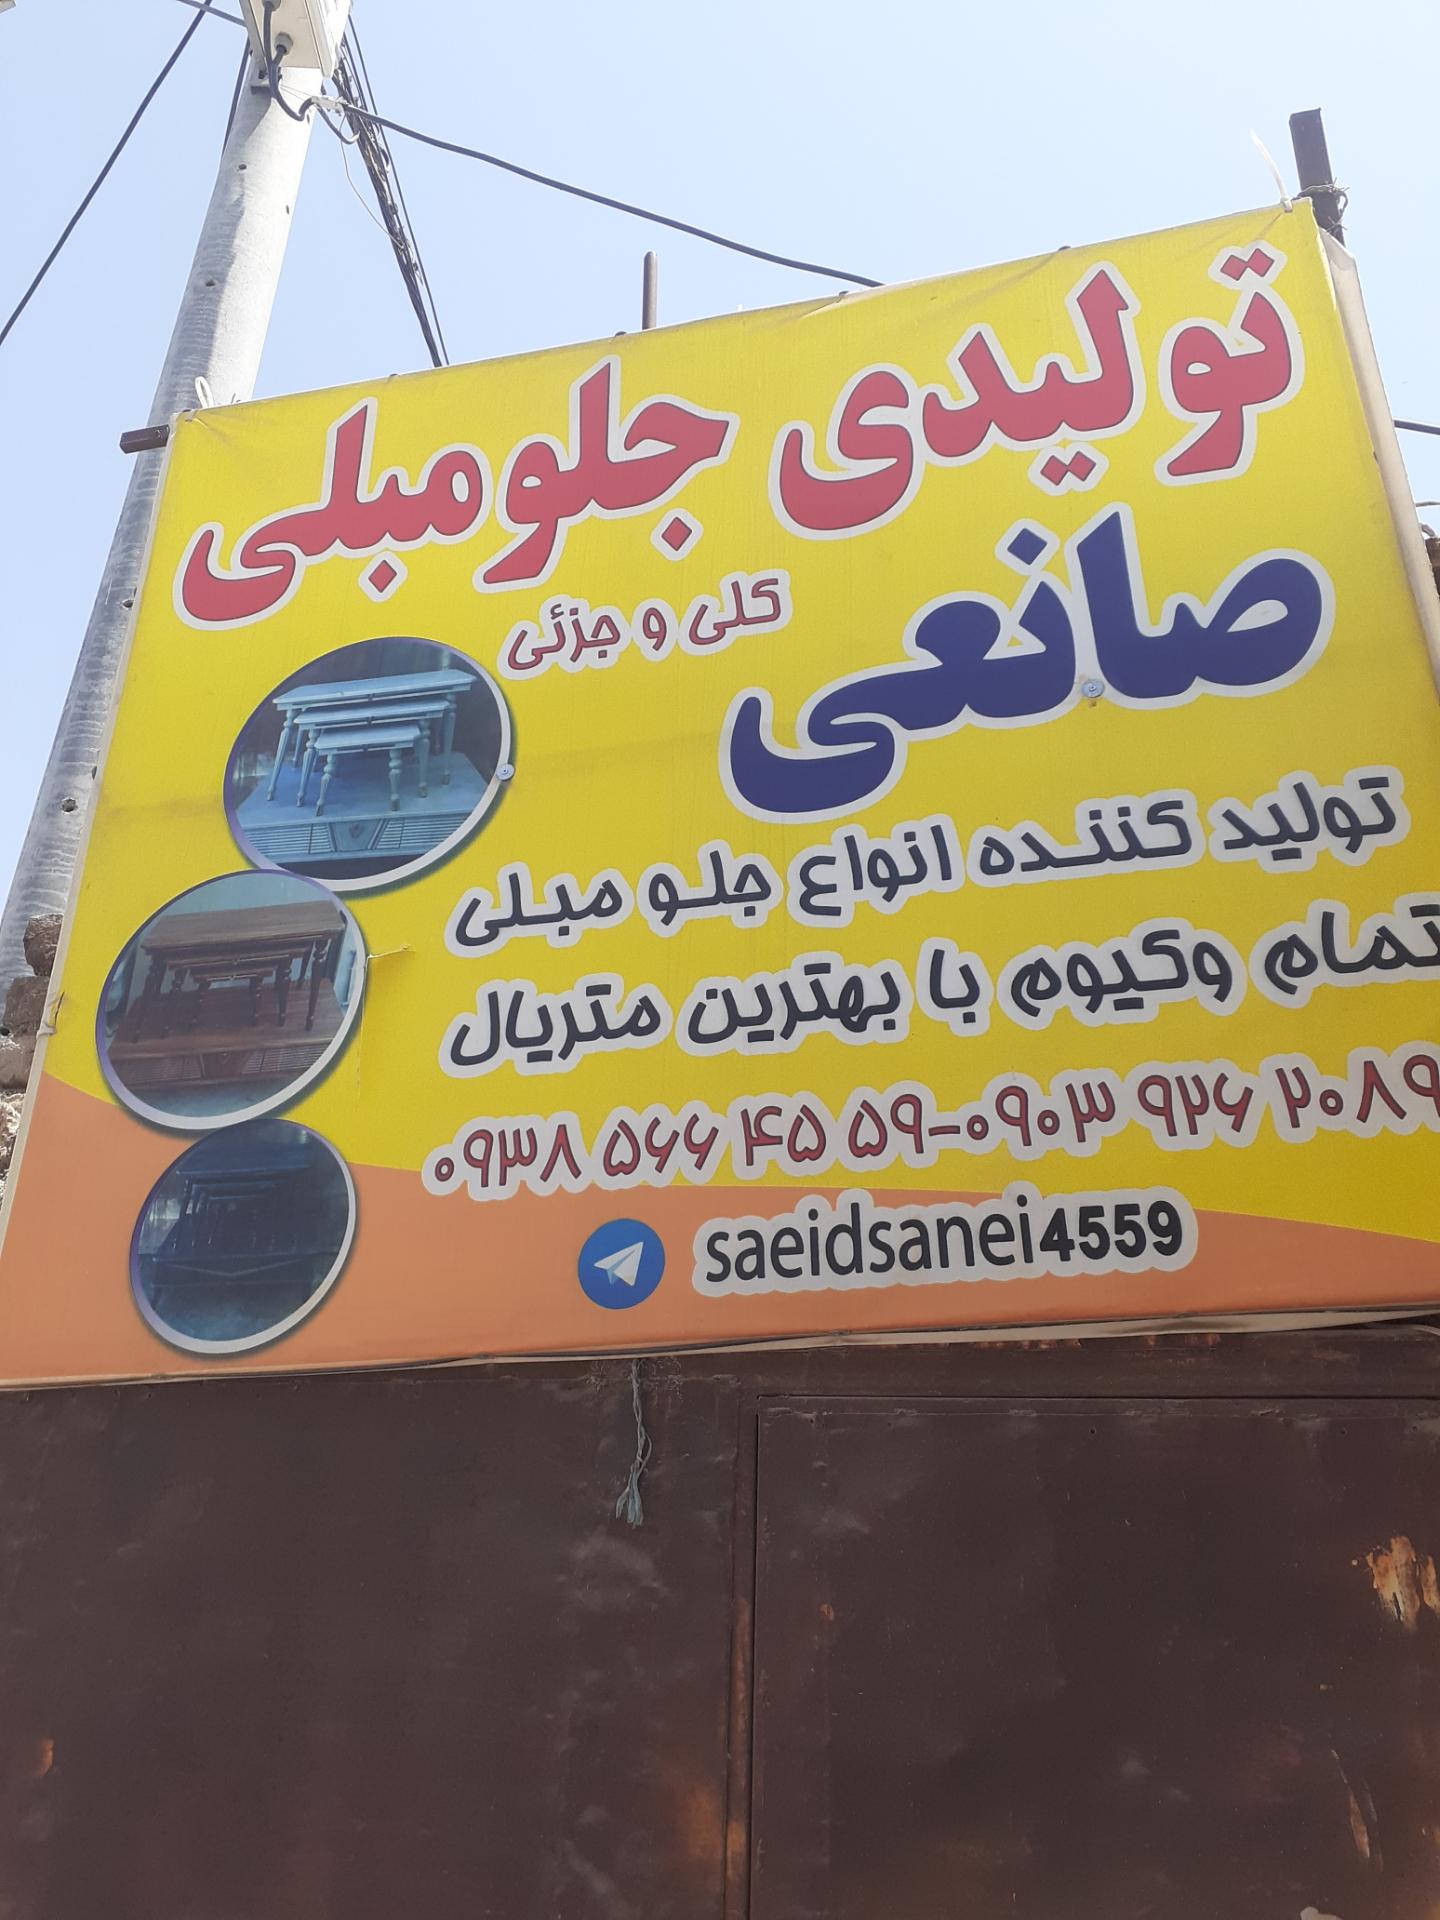 تولیدی جلومبلی
صانعی
کلی و جزئی
تولید کننده انواع جلو مبلی
تمام وکیوم با بهترین متریال
۰۹۳۸ ۵۶۶ ۴۵ ۵۹-۰۹۰۳ ۹۲۶ ۲۰۸۹
saeidsanei4559